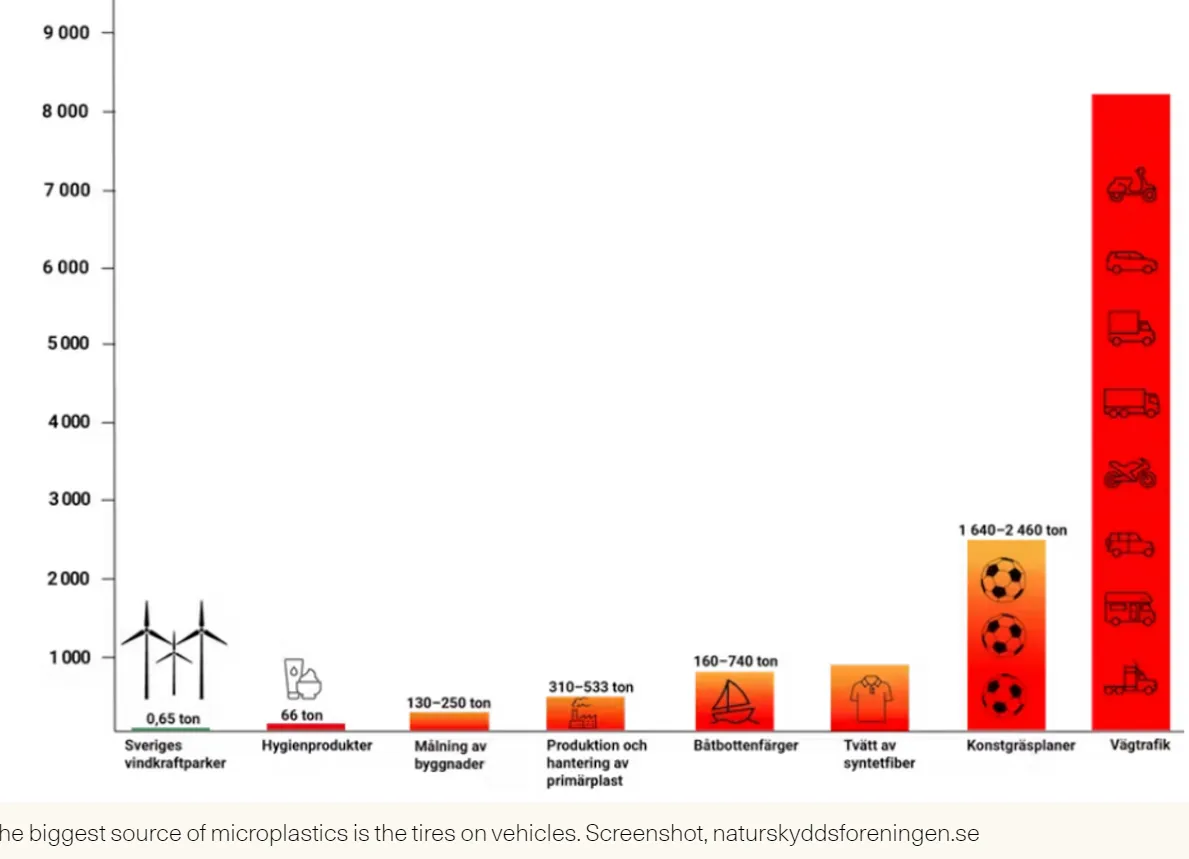 9 000
8 000
7 000
6 000
5 000
4 000
3 000
2 000
1 000
0,65 ton
66 ton
130–250 ton
310–533 ton
160–740 ton
1 640–2 460 ton
Sveriges
vindkraftparker
Hygienprodukter
Målning av
byggnader
Produktion och
hantering av
primärplast
Båtbottenfärger
Tvätt av
syntetfiber
Konstgräsplaner
Vägtrafik
he biggest source of microplastics is the tires on vehicles. Screenshot, naturskyddsforeningen.se